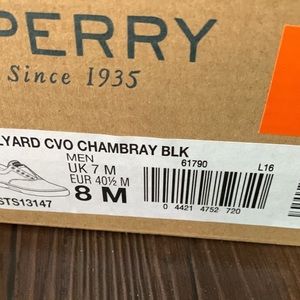 PERRY
Since 1935
LYARD CVO CHAMBRAY BLK
MEN
61790
L16
UK 7 M
EUR 40½ M
8 M
STS13147
0 4421 4752 720